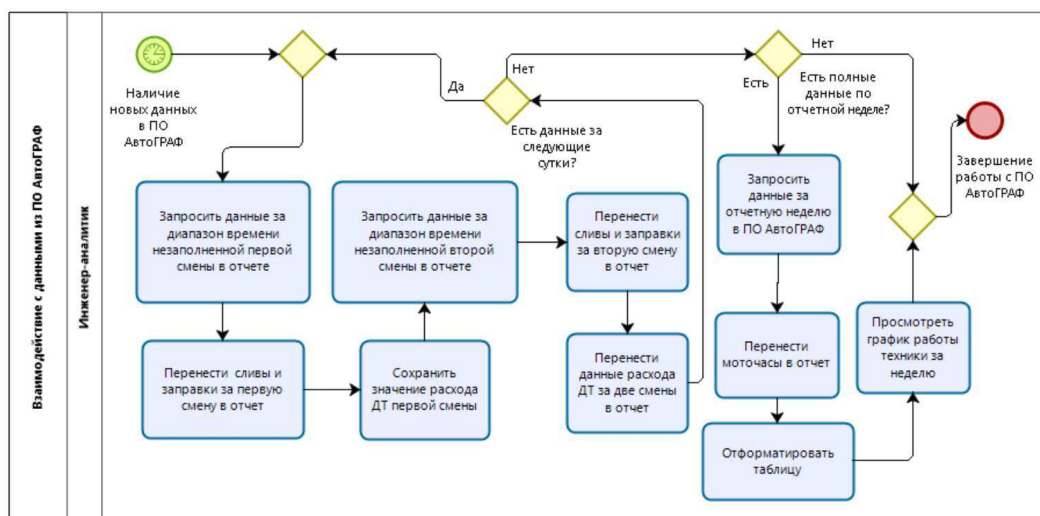 Взаимодействие с данными из ПО АвтоГРАФ
Инженер-аналитик
Наличие
новых данных
в ПО
АвтоГРАФ
Да
Нет
Есть данные за
следующие
сутки?
Есть
Нет
Есть полные
данные по
отчетной неделе?
Завершение
работы с ПО
АвтоГРАФ
Запросить данные за
диапазон времени
незаполненной первой
смены в отчете
Перенести сливы и
заправки за первую
смену в отчет
Сохранить
значение расхода
ДТ первой смены
Запросить данные за
диапазон времени
незаполненной второй
смены в отчете
Перенести
сливы и заправки
за вторую смену
в отчет
Перенести
данные расхода
ДТ за две смены
в отчет
Запросить
данные за
отчетную неделю
в ПО АвтоГРАФ
Перенести
моточасы в отчет
Отформатировать
таблицу
Просмотреть
график работы
техники за
неделю